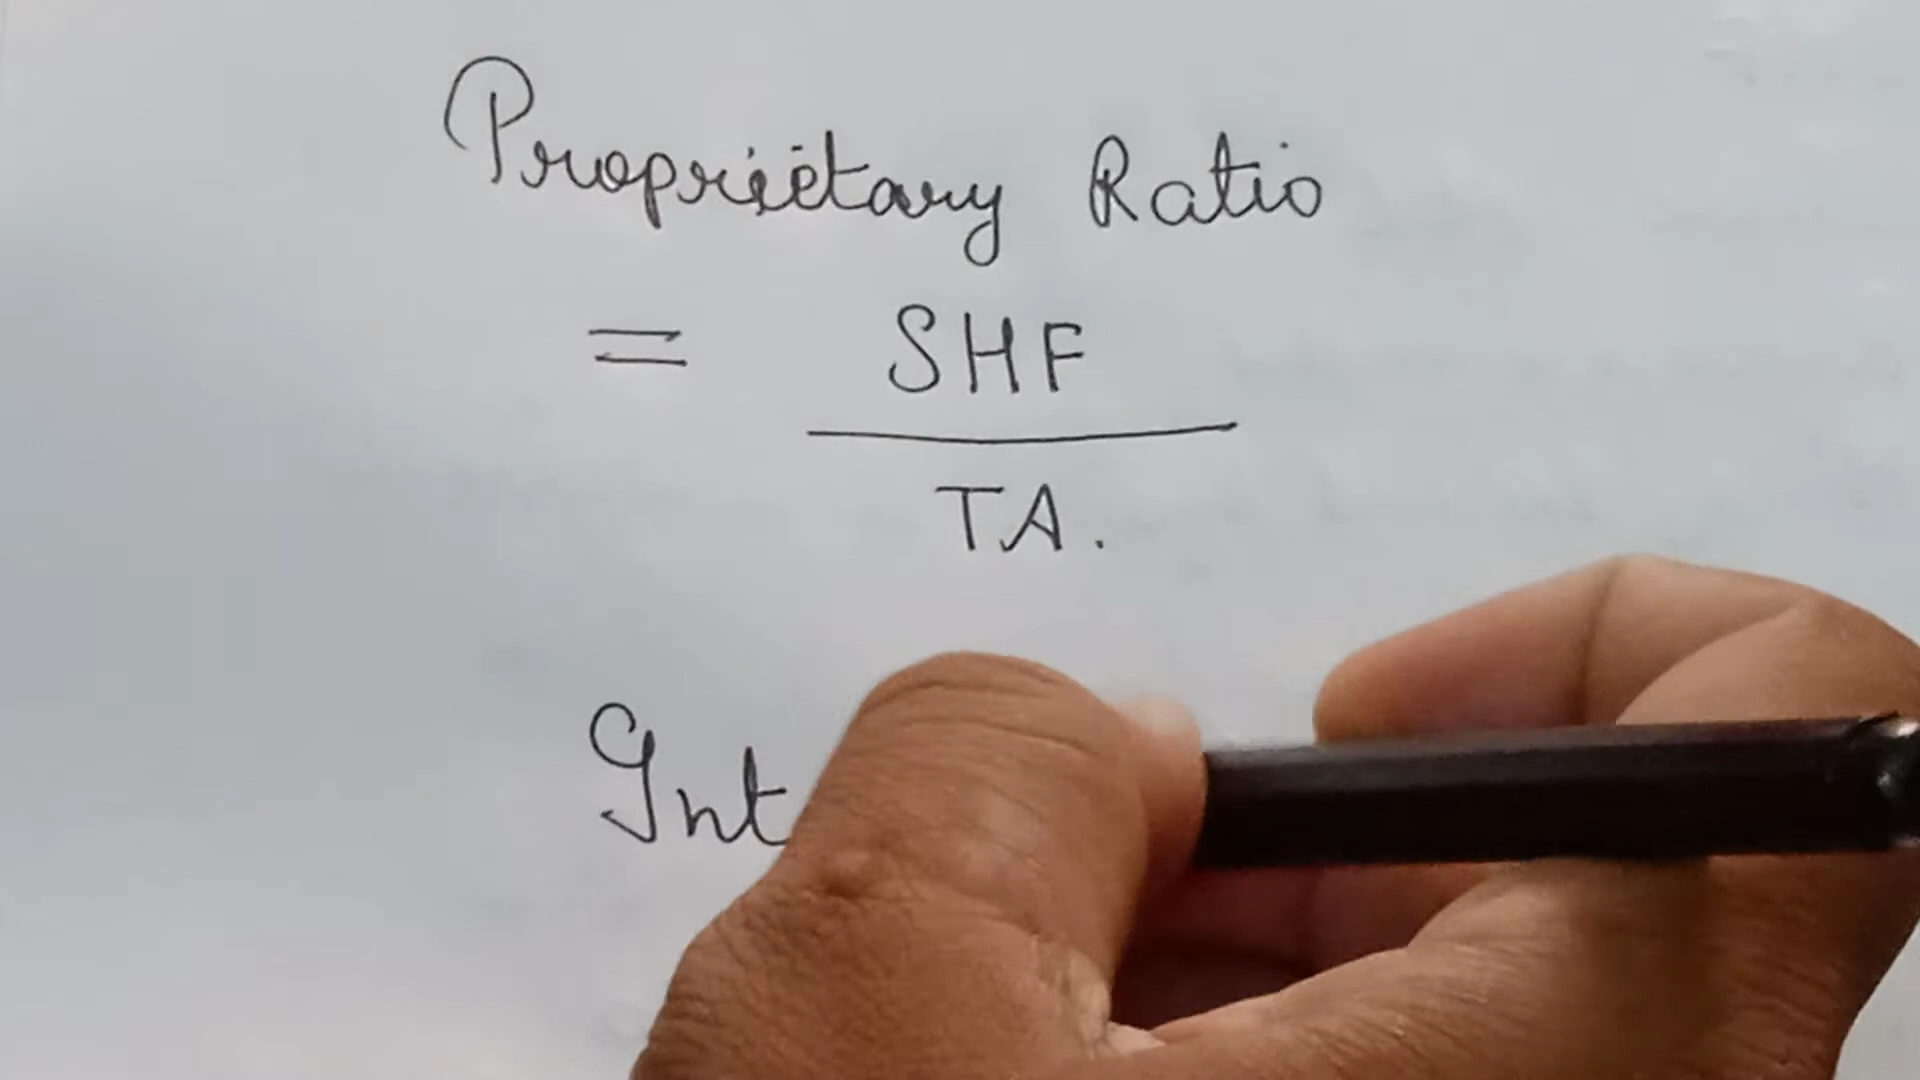 Proprietary Ratio
= SHF
TA.
Int